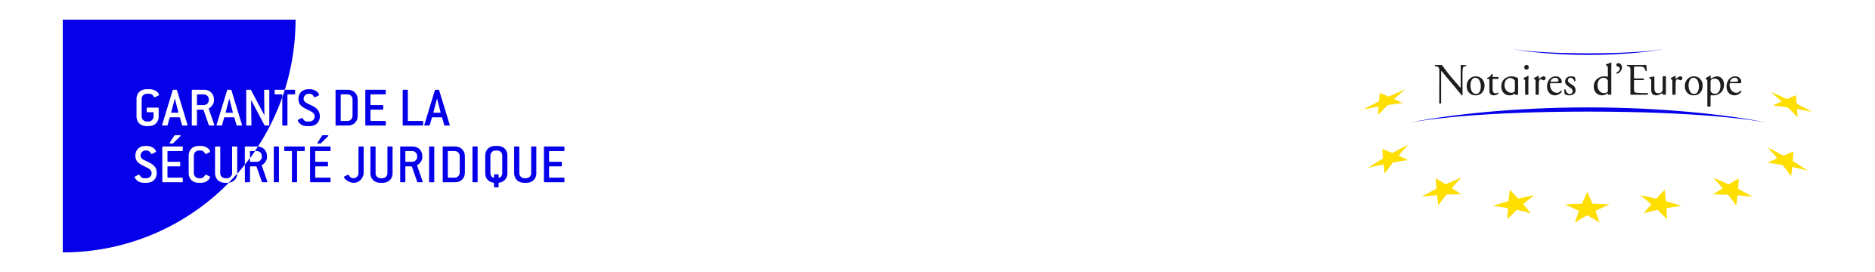 GARANTS DE LA
SÉCURITÉ JURIDIQUE
Notaires d'Europe